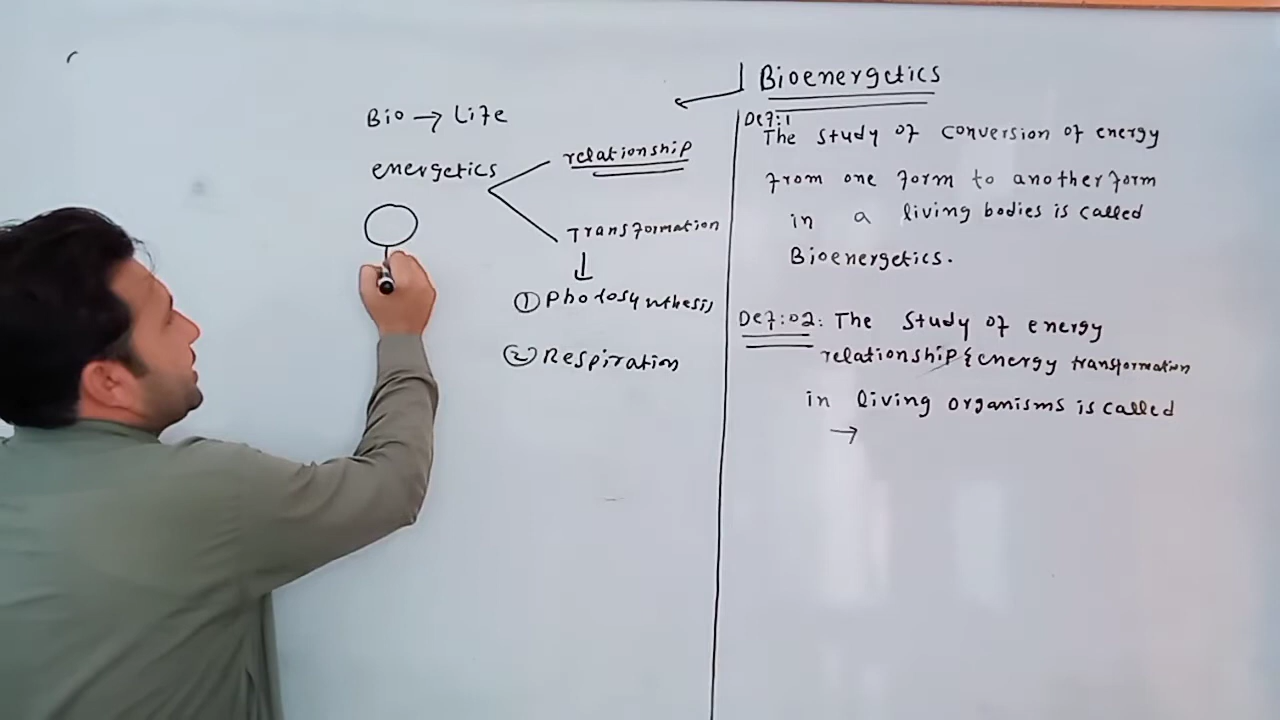 Bio → Life
energetics
relationship
Transformation
① Photosynthesis
② Respiration
Bioenergetics
Def:1
The study of conversion of energy
from one form to another form
in a living bodies is called
Bioenergetics.
Def:02: The study of energy
relationship & energy transformation
in living organisms is called
→